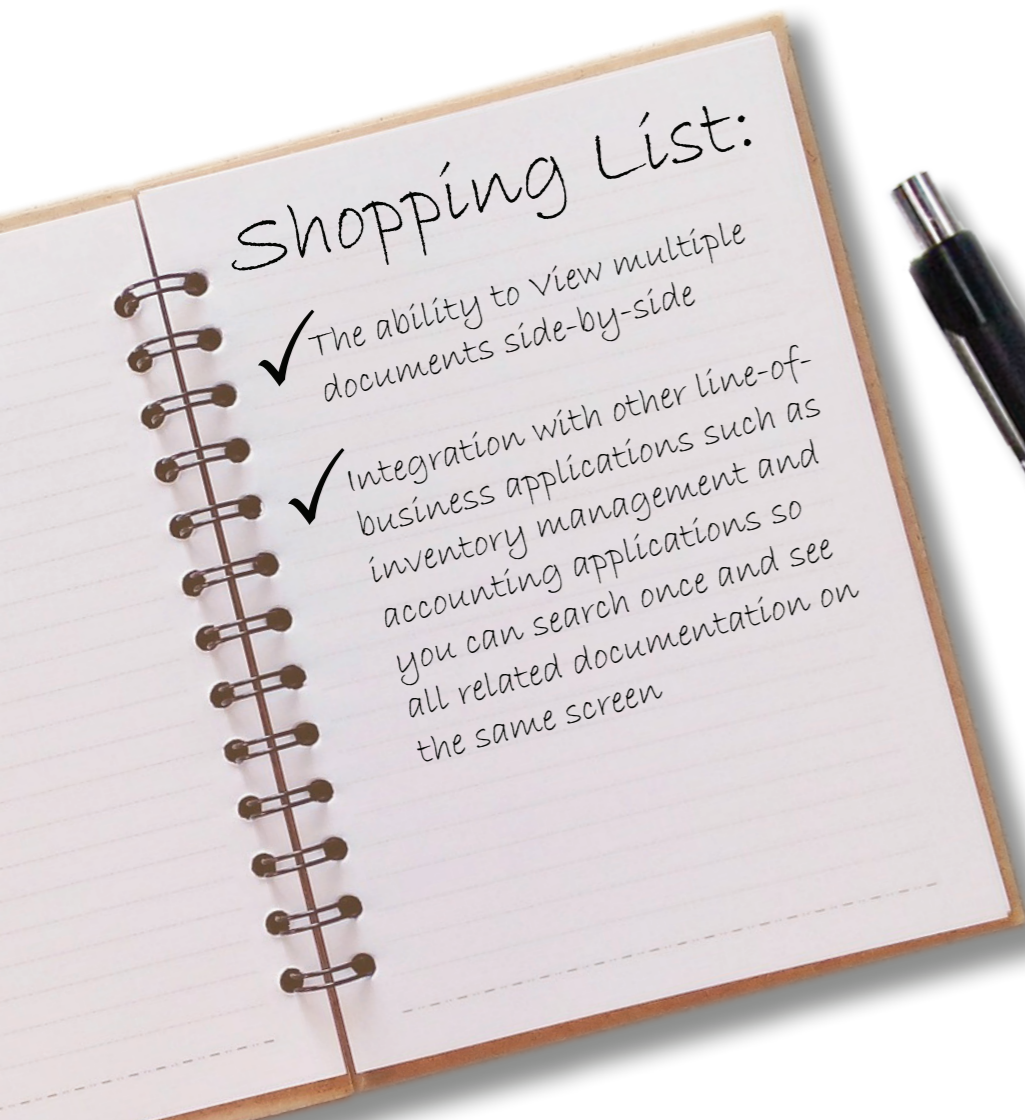 Shopping List:
✓ The ability to view multiple
documents side-by-side
✓ Integration with other line-of-
business applications such as
inventory management and
accounting applications so
you can search once and see
all related documentation on
the same screen